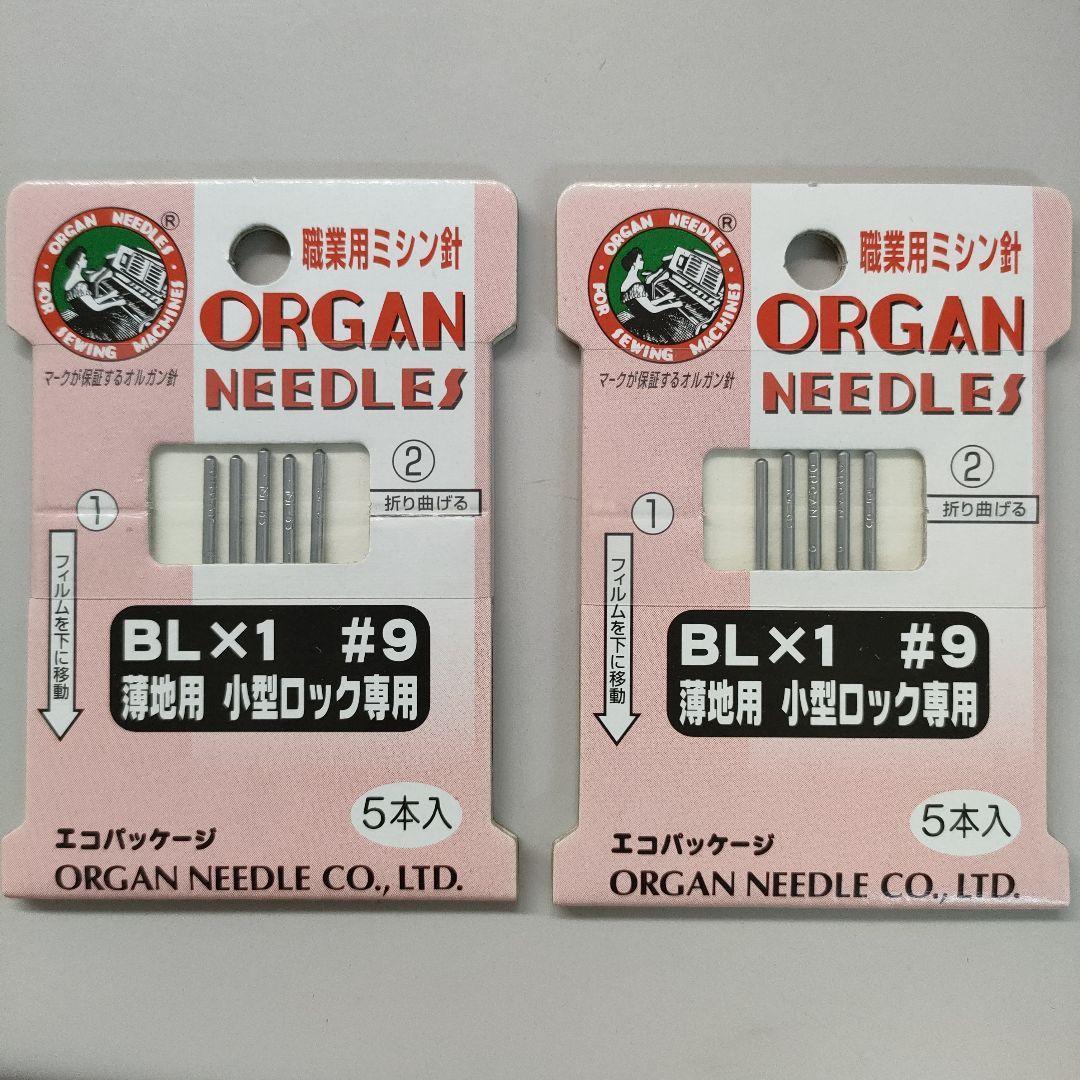 ORGAN NEEDLES
FOR SEWING MACHINES
®
職業用ミシン針
ORGAN
NEEDLES
マークが保証するオルガン針
①
②
折り曲げる
フィルムを下に移動
BL×1 #9
薄地用 小型ロック専用
5本入
エコパッケージ
ORGAN NEEDLE CO., LTD.
ORGAN NEEDLES
FOR SEWING MACHINES
®
職業用ミシン針
ORGAN
NEEDLES
マークが保証するオルガン針
①
②
折り曲げる
フィルムを下に移動
ORGAN
BL×1 #9
薄地用 小型ロック専用
5本入
エコパッケージ
ORGAN NEEDLE CO., LTD.